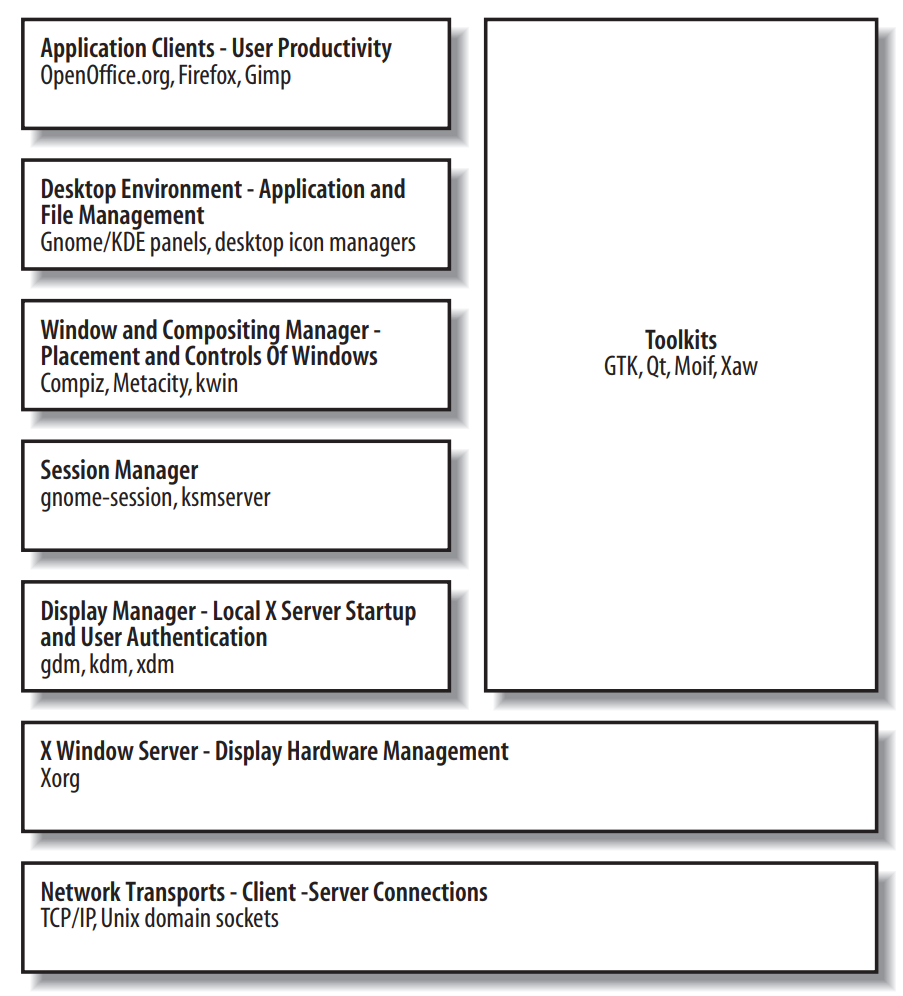 Application Clients - User Productivity
OpenOffice.org, Firefox, Gimp
Desktop Environment - Application and
File Management
Gnome/KDE panels, desktop icon managers
Window and Compositing Manager -
Placement and Controls Of Windows
Compiz, Metacity, kwin
Session Manager
gnome-session, ksmserver
Display Manager - Local X Server Startup
and User Authentication
gdm, kdm, xdm
Toolkits
GTK, Qt, Moif, Xaw
X Window Server - Display Hardware Management
Xorg
Network Transports - Client -Server Connections
TCP/IP, Unix domain sockets